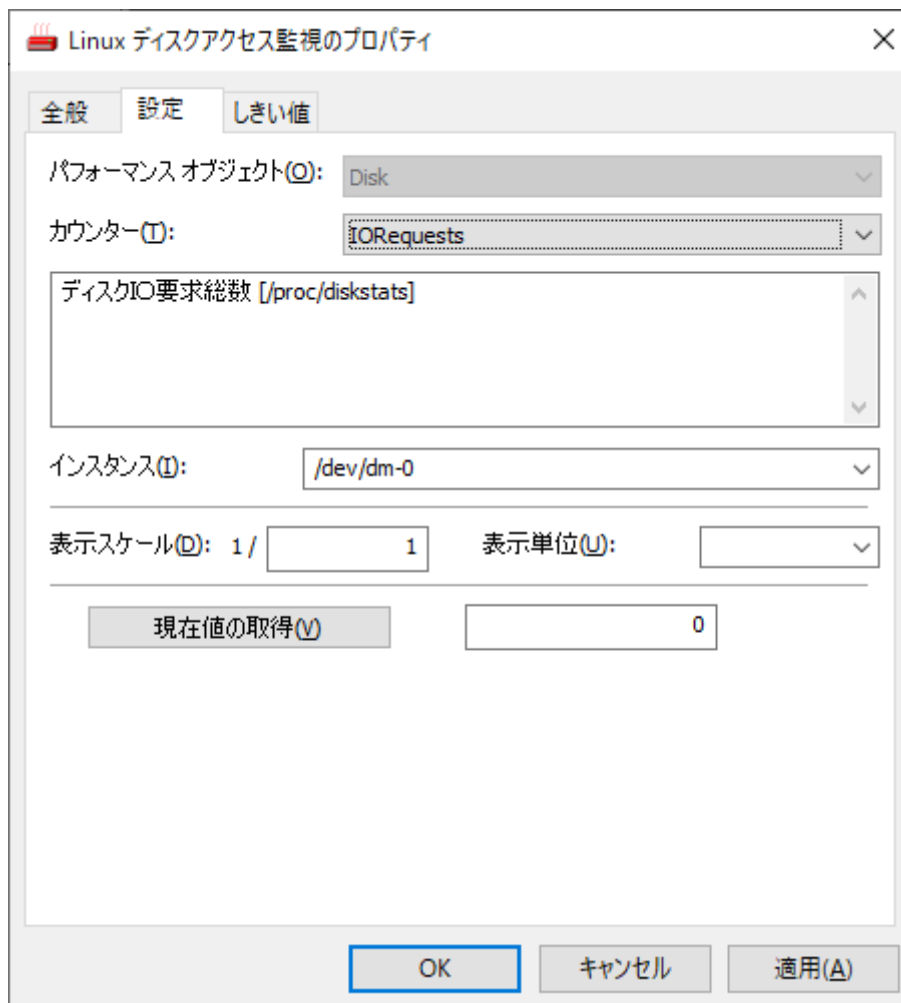 Linux ディスクアクセス監視のプロパティ
全般 設定 しきい値
パフォーマンス オブジェクト(O): Disk
カウンター(T): IORequests
ディスクIO要求総数 [/proc/diskstats]
インスタンス(I): /dev/dm-0
表示スケール(D): 1 / 1 表示単位(U):
現在値の取得(V) 0
OK キャンセル 適用(A)